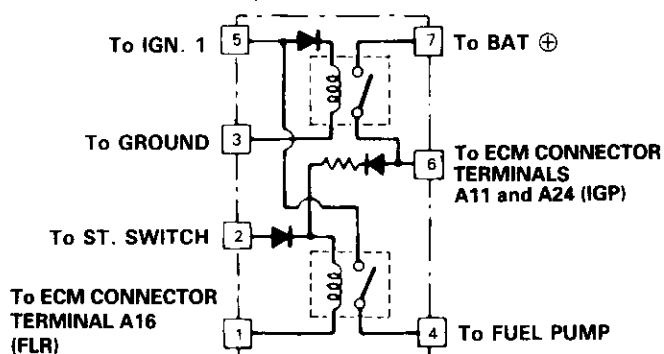 To IGN. 1 5
7 To BAT ⊕
To GROUND 3
6 To ECM CONNECTOR
TERMINALS
A11 and A24 (IGP)
To ST. SWITCH 2
To ECM CONNECTOR
TERMINAL A16
(FLR)
1
4 To FUEL PUMP